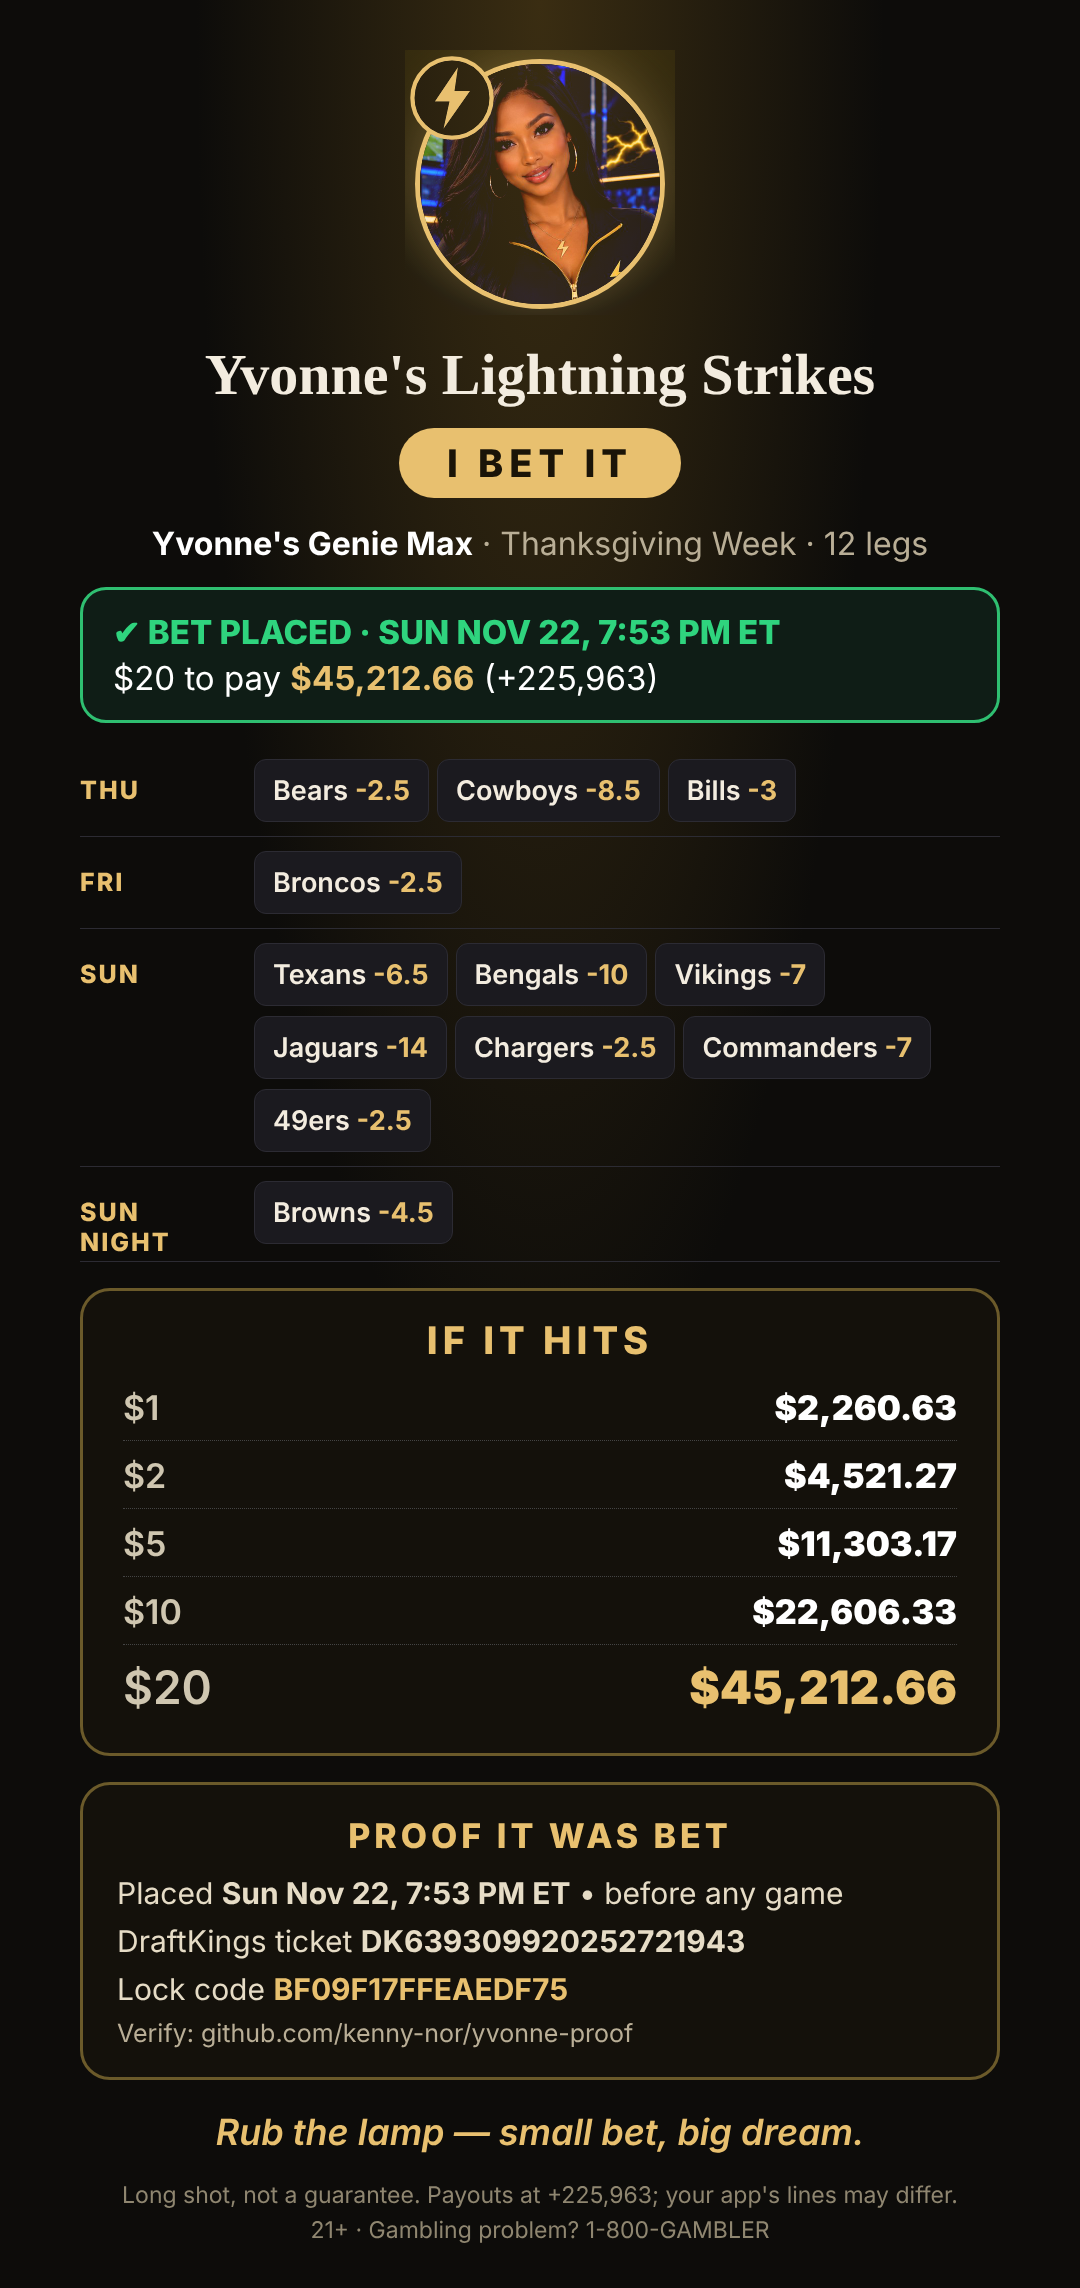 Yvonne's Lightning Strikes
I BET IT
Yvonne's Genie Max · Thanksgiving Week · 12 legs
✔ BET PLACED · SUN NOV 22, 7:53 PM ET
$20 to pay $45,212.66 (+225,963)
THU Bears -2.5 Cowboys -8.5 Bills -3
FRI Broncos -2.5
SUN Texans -6.5 Bengals -10 Vikings -7
Jaguars -14 Chargers -2.5 Commanders -7
49ers -2.5
SUN NIGHT Browns -4.5
IF IT HITS
$1 $2,260.63
$2 $4,521.27
$5 $11,303.17
$10 $22,606.33
$20 $45,212.66
PROOF IT WAS BET
Placed Sun Nov 22, 7:53 PM ET • before any game
DraftKings ticket DK639309920252721943
Lock code BF09F17FFEAEDF75
Verify: github.com/kenny-nor/yvonne-proof
Rub the lamp — small bet, big dream.
Long shot, not a guarantee. Payouts at +225,963; your app's lines may differ.
21+ · Gambling problem? 1-800-GAMBLER